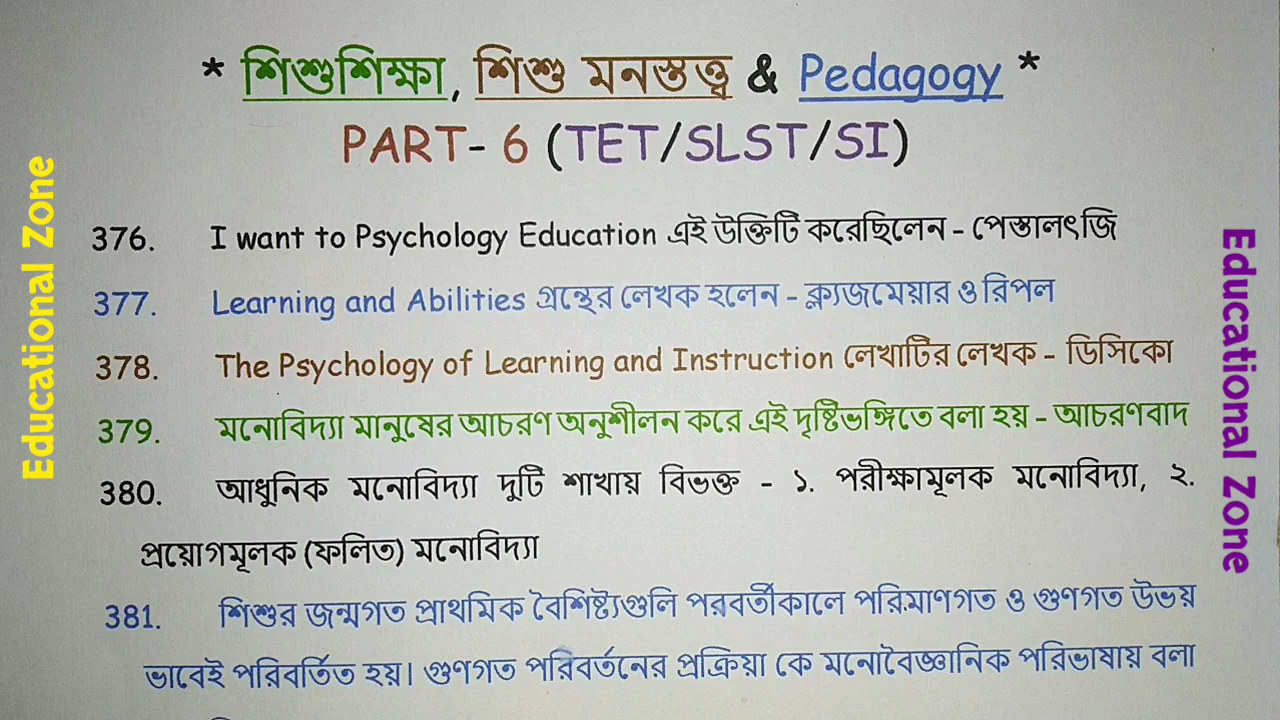 * শিশুশিক্ষা, শিশু মনস্তত্ত্ব & Pedagogy *
PART- 6 (TET/SLST/SI)
376. I want to Psychology Education এই উক্তিটি করেছিলেন - পেস্তালৎজি
377. Learning and Abilities গ্রন্থের লেখক হলেন - ক্ল্যজমেয়ার ও রিপল
378. The Psychology of Learning and Instruction লেখাটির লেখক - ডিসিকো
379. মনোবিদ্যা মানুষের আচরণ অনুশীলন করে এই দৃষ্টিভঙ্গিতে বলা হয় - আচরণবাদ
380. আধুনিক মনোবিদ্যা দুটি শাখায় বিভক্ত - ১. পরীক্ষামূলক মনোবিদ্যা, ২.
প্রয়োগমূলক (ফলিত) মনোবিদ্যা
381. শিশুর জন্মগত প্রাথমিক বৈশিষ্ট্যগুলি পরবর্তীকালে পরিমাণগত ও গুণগত উভয়
ভাবেই পরিবর্তিত হয়। গুণগত পরিবর্তনের প্রক্রিয়া কে মনোবৈজ্ঞানিক পরিভাষায় বলা
Educational Zone
Educational Zone